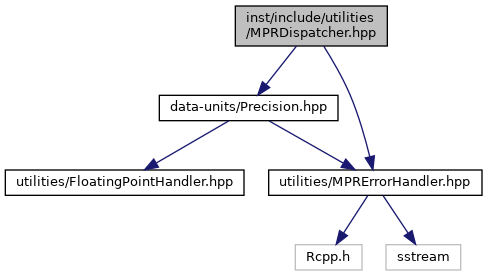 inst/include/utilities
/MPRDispatcher.hpp
data-units/Precision.hpp
utilities/FloatingPointHandler.hpp
utilities/MPRErrorHandler.hpp
Rcpp.h
sstream